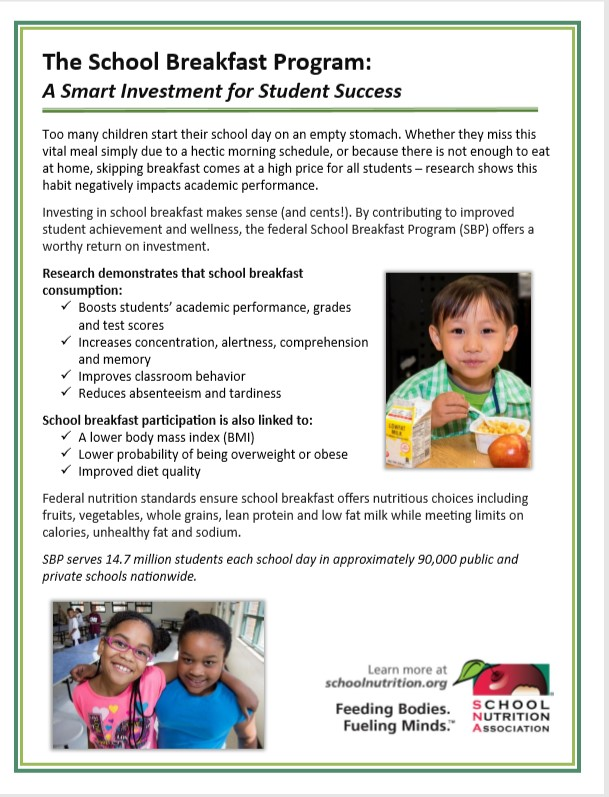 The School Breakfast Program:
A Smart Investment for Student Success
Too many children start their school day on an empty stomach. Whether they miss this
vital meal simply due to a hectic morning schedule, or because there is not enough to eat
at home, skipping breakfast comes at a high price for all students – research shows this
habit negatively impacts academic performance.
Investing in school breakfast makes sense (and cents!). By contributing to improved
student achievement and wellness, the federal School Breakfast Program (SBP) offers a
worthy return on investment.
Research demonstrates that school breakfast
consumption:
✓ Boosts students’ academic performance, grades
and test scores
✓ Increases concentration, alertness, comprehension
and memory
✓ Improves classroom behavior
✓ Reduces absenteeism and tardiness
School breakfast participation is also linked to:
✓ A lower body mass index (BMI)
✓ Lower probability of being overweight or obese
✓ Improved diet quality
LOWFAT
MILK
Federal nutrition standards ensure school breakfast offers nutritious choices including
fruits, vegetables, whole grains, lean protein and low fat milk while meeting limits on
calories, unhealthy fat and sodium.
SBP serves 14.7 million students each school day in approximately 90,000 public and
private schools nationwide.
Learn more at
schoolnutrition.org
Feeding Bodies.
Fueling Minds.™
SCHOOL
NUTRITION
ASSOCIATION